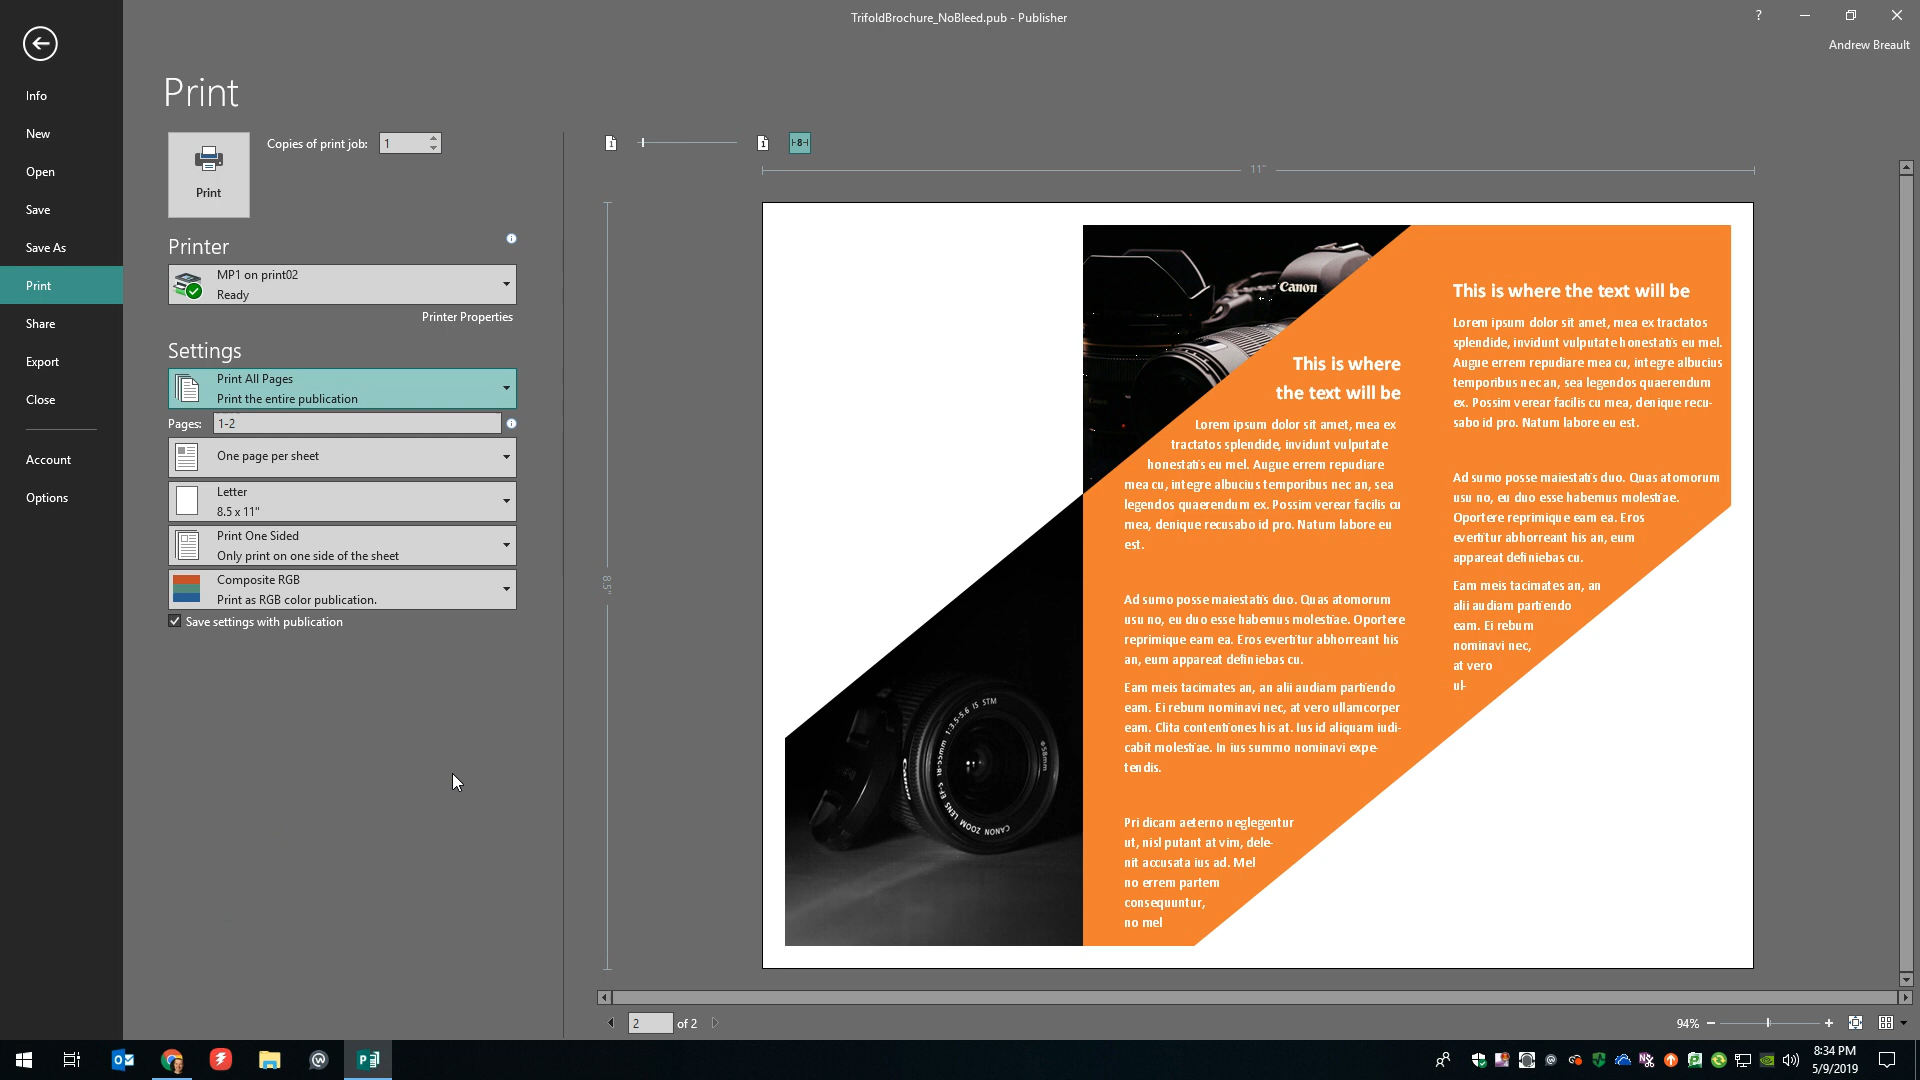 TrifoldBrochure_NoBleed.pub - Publisher
?
Andrew Breault
Info
New
Open
Save
Save As
Print
Share
Export
Close
Account
Options
Print
Print
Copies of print job: 1
Printer
MP1 on print02
Ready
Printer Properties
Settings
Print All Pages
Print the entire publication
Pages: 1-2
One page per sheet
Letter
8.5 x 11"
Print One Sided
Only print on one side of the sheet
Composite RGB
Print as RGB color publication.
Save settings with publication
11"
8.5"
Canon
This is where
the text will be
Lorem ipsum dolor sit amet, mea ex
tractatos splendide, invidunt vulputate
honestatis eu mel. Augue errem repudiare
mea cu, integre albucius temporibus nec an, sea
legendos quaerendum ex. Possim verear facilis cu
mea, denique recusabo id pro. Natum labore eu
est.
Ad sumo posse maiestatis duo. Quas atomorum
usu no, eu duo esse habemus molestiae. Oportere
reprimique eam ea. Eros evertitur abhorreant his
an, eum appareat definiebas cu.
Eam meis tacimates an, an alii audiam partiendo
eam. Ei rebum nominavi nec, at vero ullamcorper
eam. Clita contentiones his at. Ius id aliquam iudi-
cabit molestiae. In ius summo nominavi expe-
tendis.
Pri dicam aeterno neglegentur
ut, nisl putant at vim, dele-
nit accusata ius ad. Mel
no errem partem
consequuntur,
no mel
This is where the text will be
Lorem ipsum dolor sit amet, mea ex tractatos
splendide, invidunt vulputate honestatis eu mel.
Augue errem repudiare mea cu, integre albucius
temporibus nec an, sea legendos quaerendum
ex. Possim verear facilis cu mea, denique recu-
sabo id pro. Natum labore eu est.
Ad sumo posse maiestatis duo. Quas atomorum
usu no, eu duo esse habemus molestiae.
Oportere reprimique eam ea. Eros
evertitur abhorreant his an, eum
appareat definiebas cu.
Eam meis tacimates an, an
alii audiam partiendo
eam. Ei rebum
nominavi nec,
at vero
ul-
CANON ZOOM LENS EF-S 1:3.5-5.6 IS STM
Φ58mm
Canon
2 of 2
94%
8:34 PM
5/9/2019